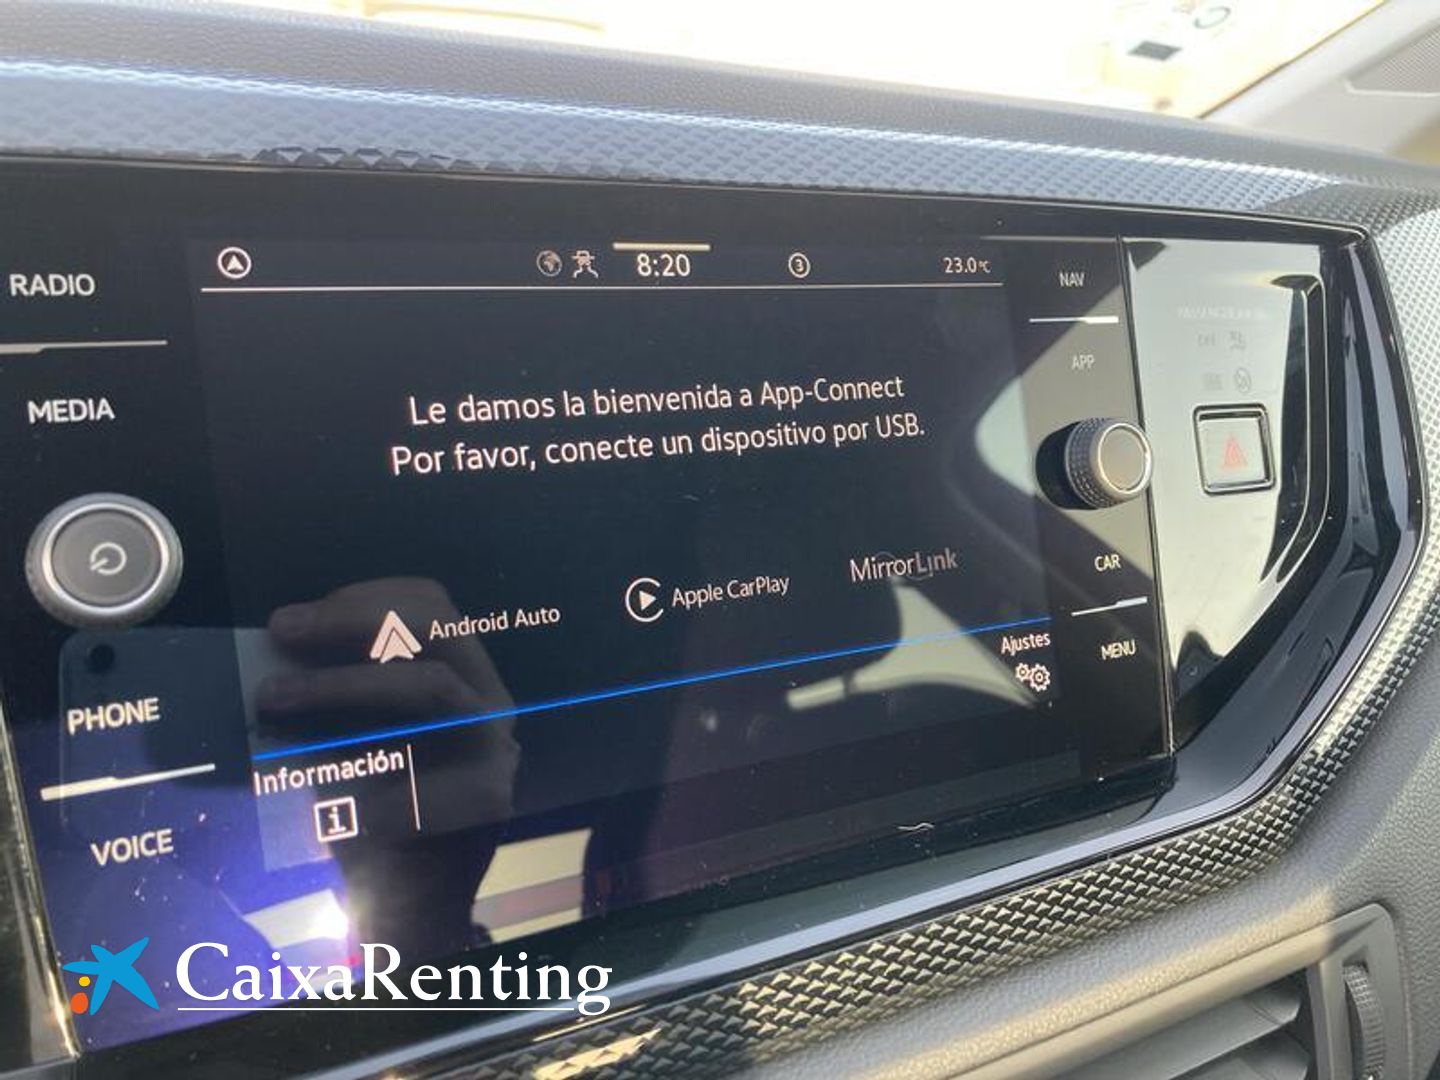 RADIO
MEDIA
PHONE
VOICE
8:20
3
23.0°C
NAV
APP
CAR
MENU
Le damos la bienvenida a App-Connect
Por favor, conecte un dispositivo por USB.
Android Auto
Apple CarPlay
MirrorLink
Ajustes
Información
i
CaixaRenting